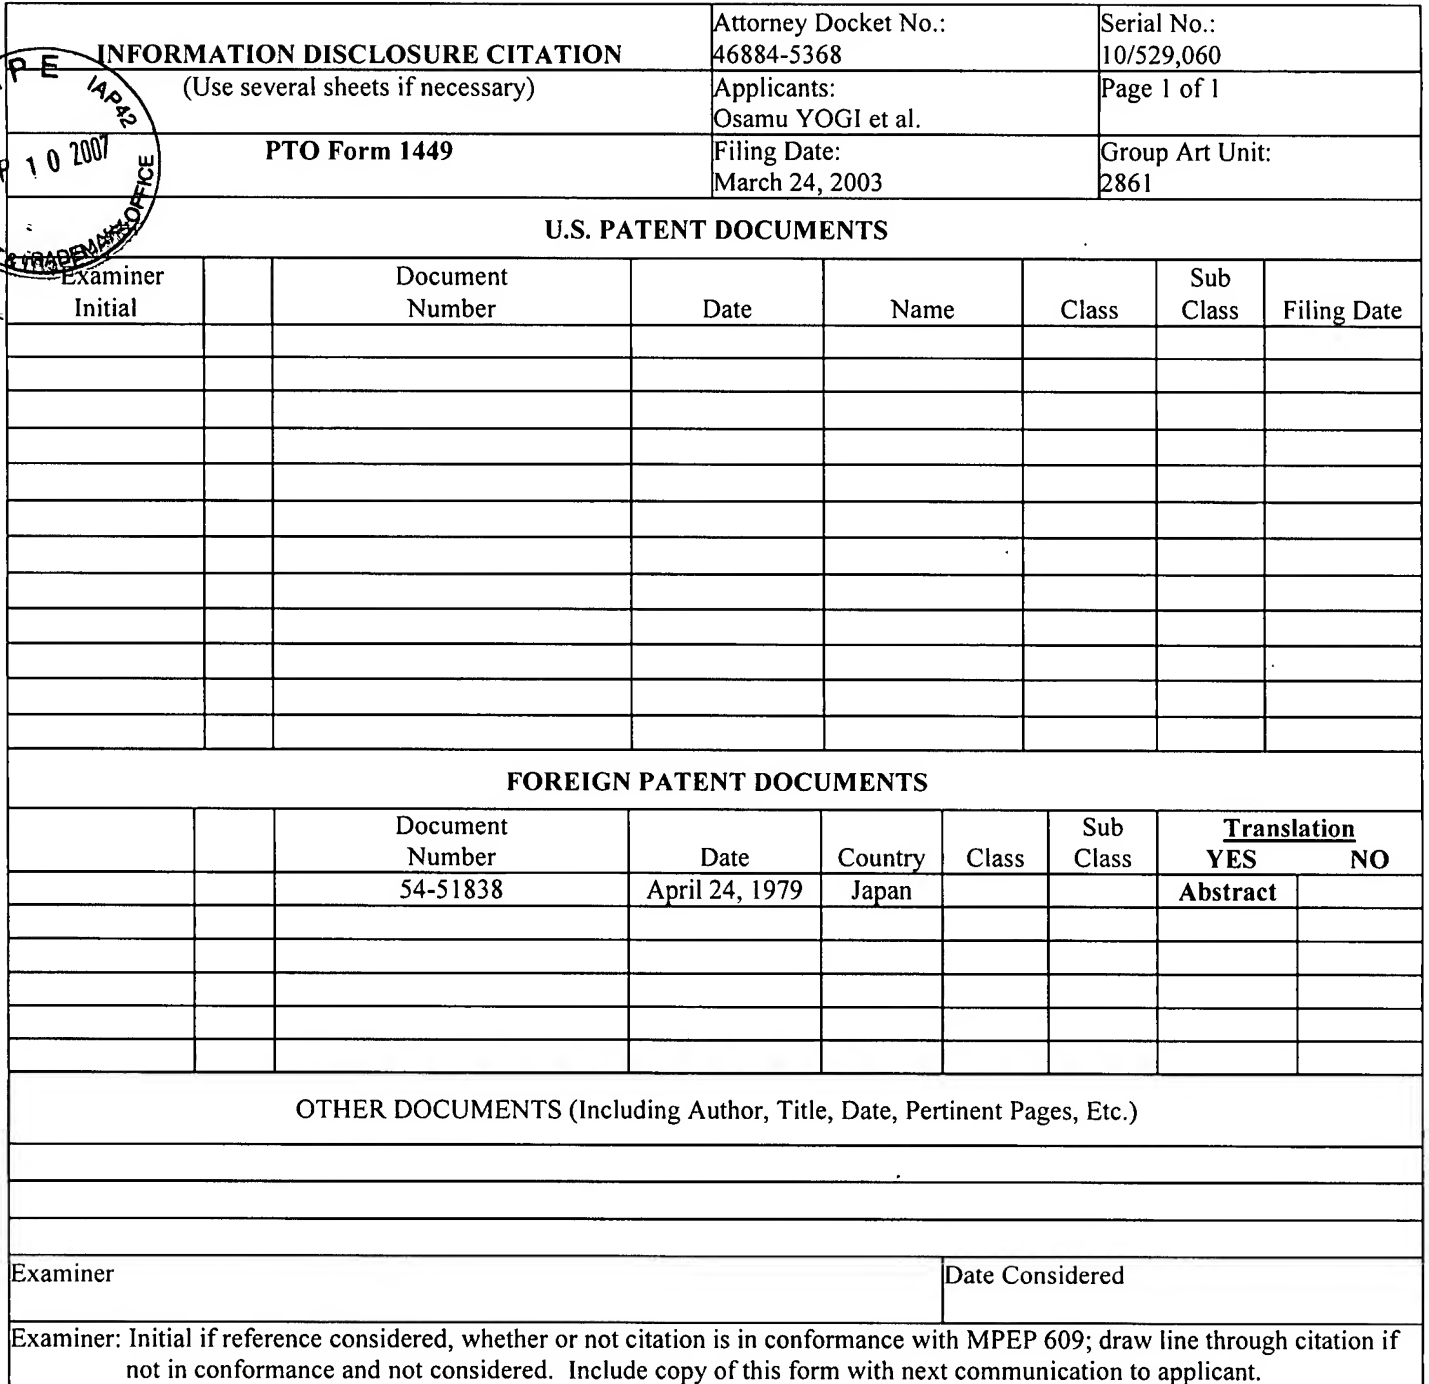 INFORMATION DISCLOSURE CITATION
(Use several sheets if necessary)
PTO Form 1449
Attorney Docket No.:
46884-5368
Serial No.:
10/529,060
Applicants:
Osamu YOGI et al.
Page 1 of 1
Filing Date:
March 24, 2003
Group Art Unit:
2861
P E
IAP42
P 10 2007
& TRADEMARK OFFICE
U.S. PATENT DOCUMENTS
Examiner
Initial
Document
Number
Date
Name
Class
Sub
Class
Filing Date
FOREIGN PATENT DOCUMENTS
Document
Number
Date
Country
Class
Sub
Class
Translation
YES NO
54-51838 April 24, 1979 Japan Abstract
OTHER DOCUMENTS (Including Author, Title, Date, Pertinent Pages, Etc.)
Examiner
Date Considered
Examiner: Initial if reference considered, whether or not citation is in conformance with MPEP 609; draw line through citation if
not in conformance and not considered. Include copy of this form with next communication to applicant.